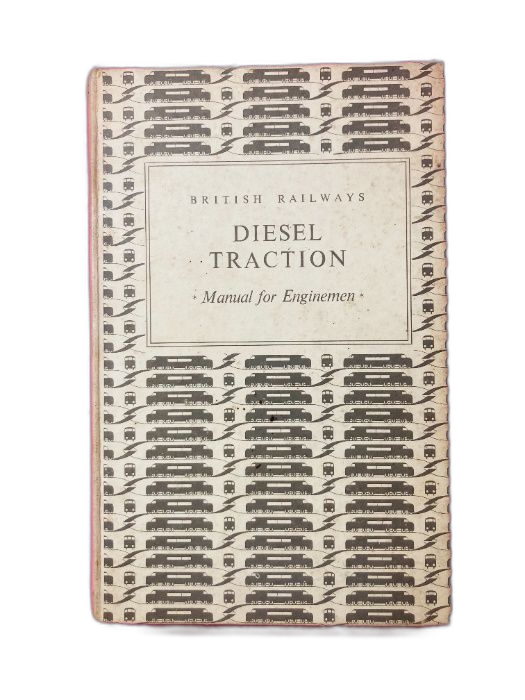 BRITISH RAILWAYS
DIESEL
TRACTION
Manual for Enginemen